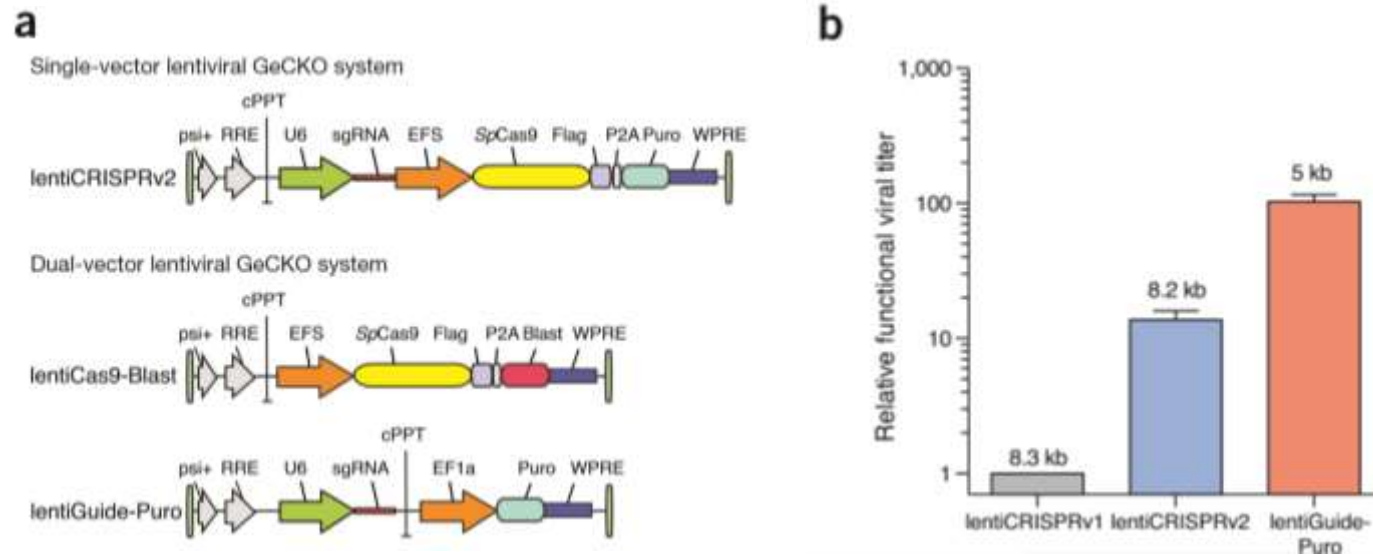 a
Single-vector lentiviral GeCKO system
cPPT
psi+ RRE U6 sgRNA EFS SpCas9 Flag P2A Puro WPRE
lentiCRISPRv2
Dual-vector lentiviral GeCKO system
cPPT
psi+ RRE EFS SpCas9 Flag P2A Blast WPRE
lentiCas9-Blast
cPPT
psi+ RRE U6 sgRNA EF1a Puro WPRE
lentiGuide-Puro
b
Relative functional viral titer
1,000
100
10
1
8.3 kb
8.2 kb
5 kb
lentiCRISPRv1 lentiCRISPRv2 lentiGuide-
Puro